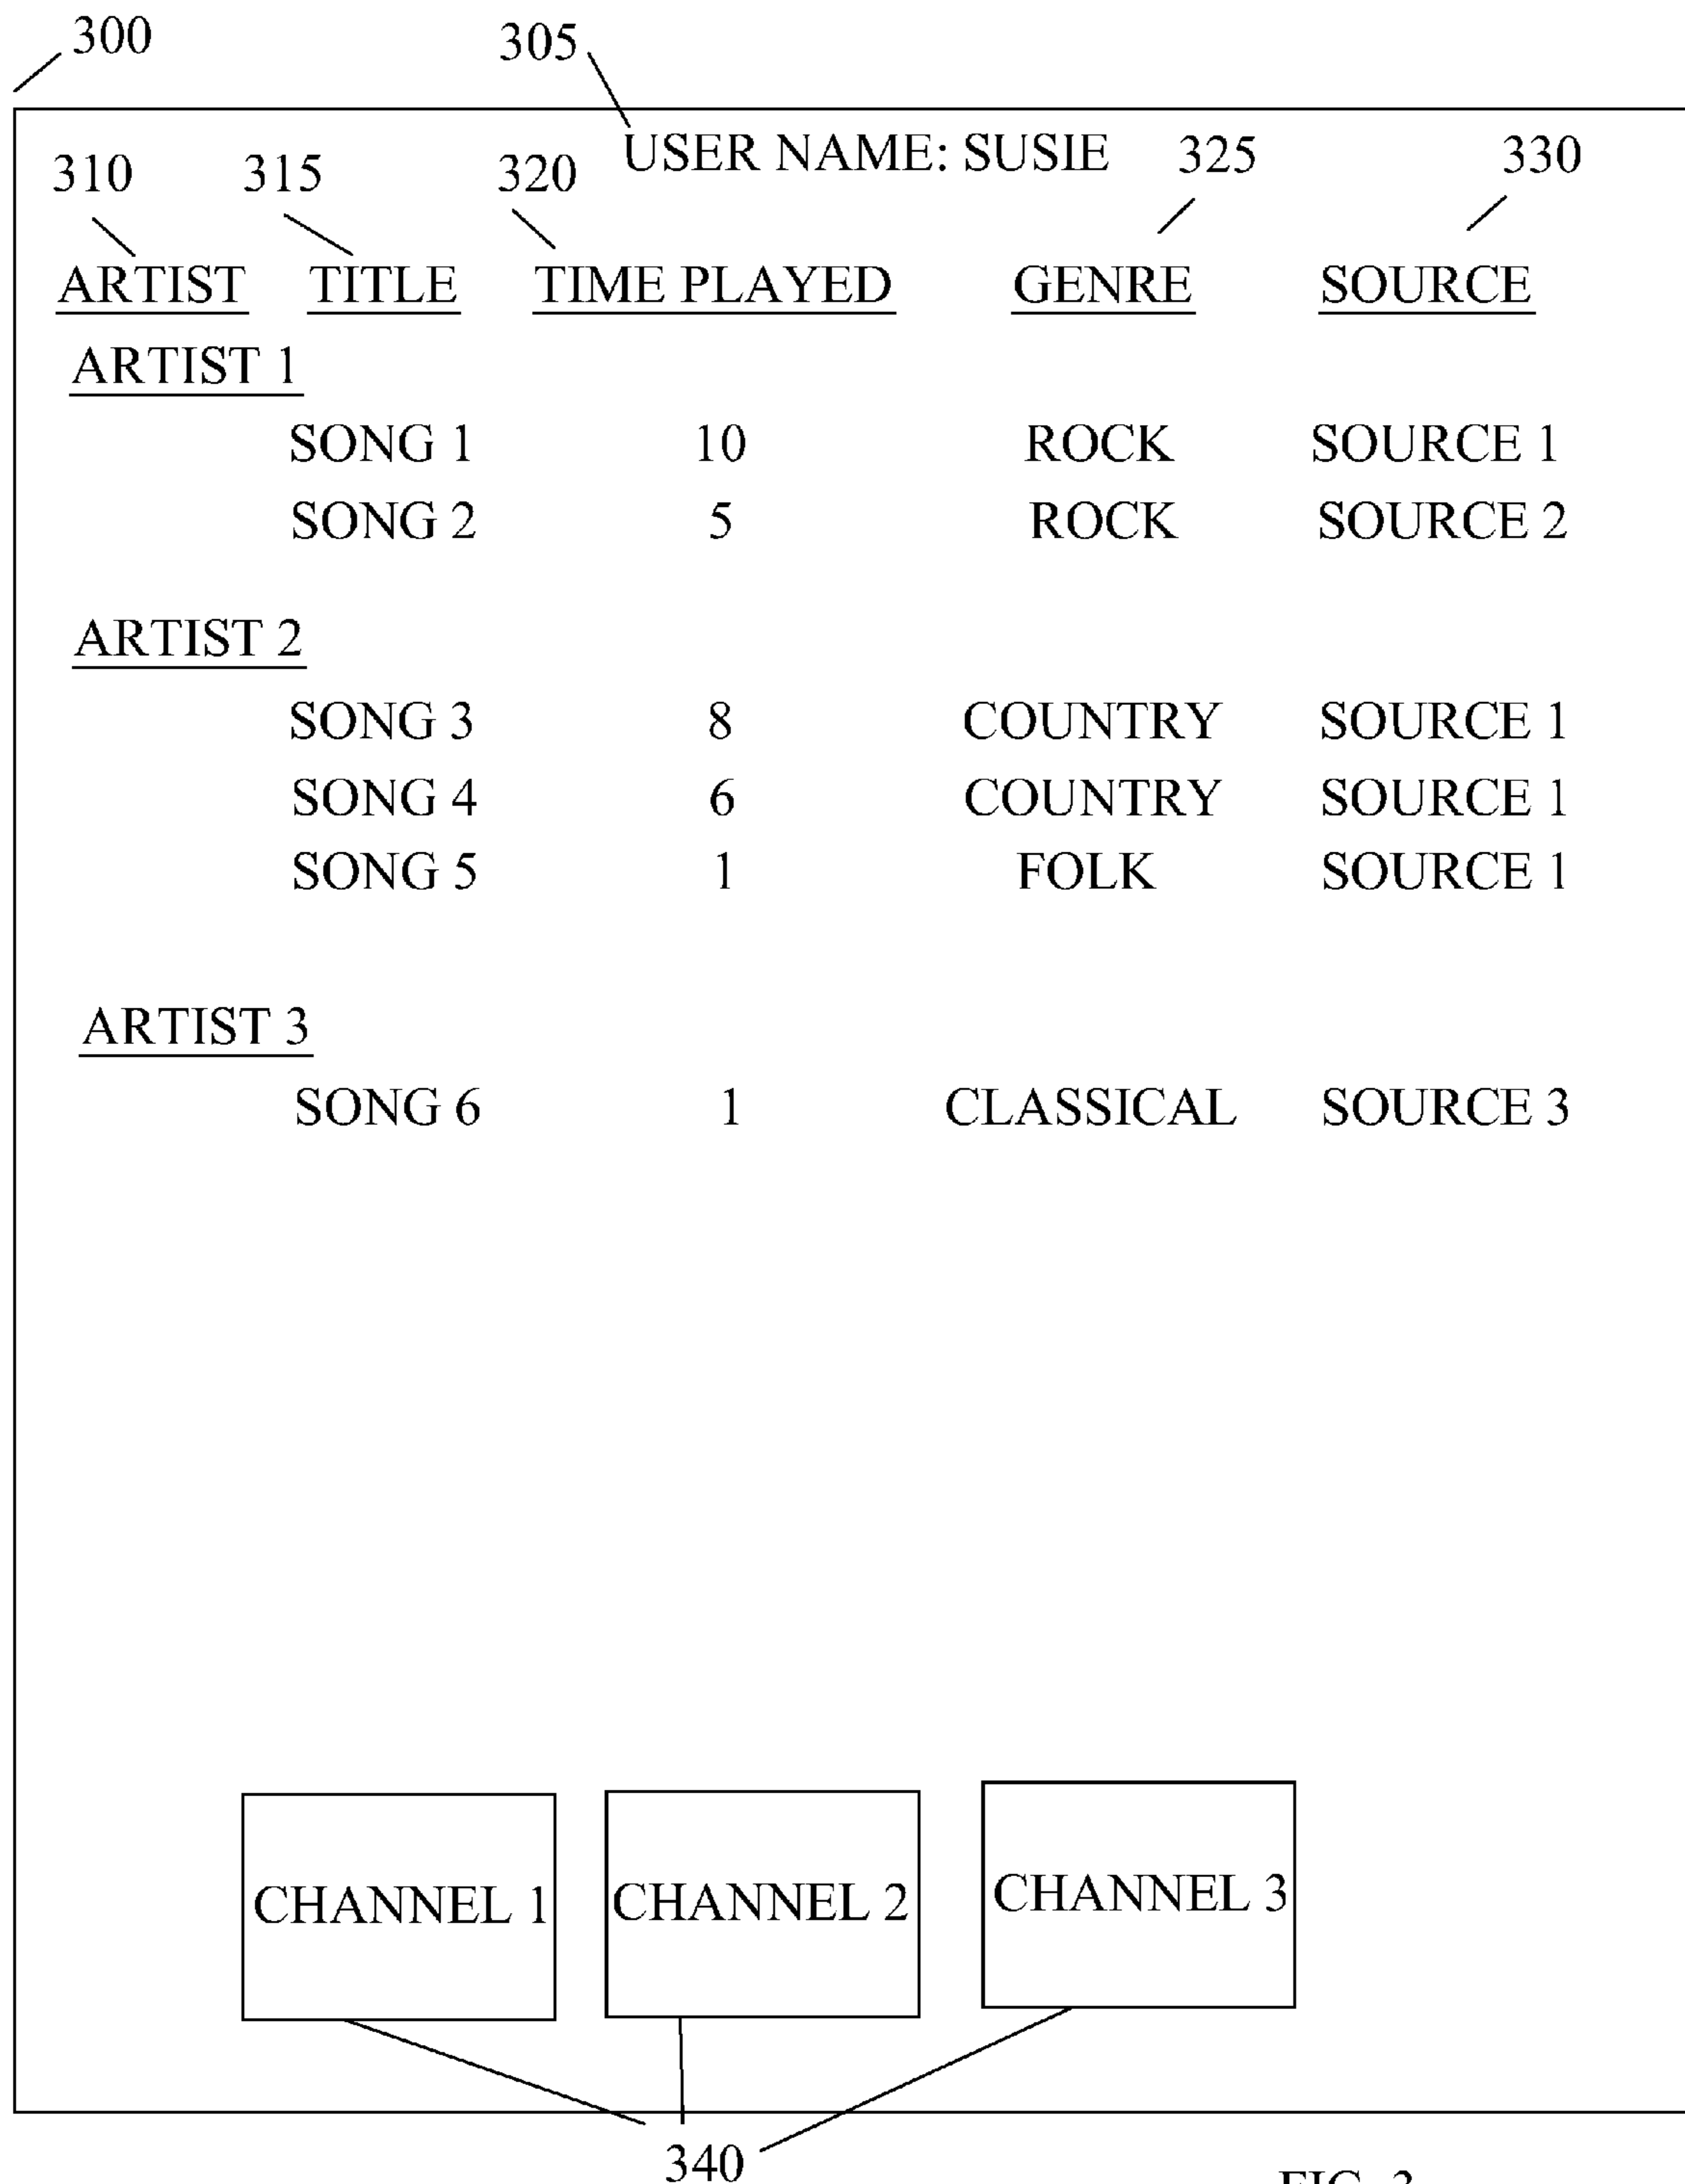 300
305
USER NAME: SUSIE
310 315 320 325 330
ARTIST TITLE TIME PLAYED GENRE SOURCE
ARTIST 1
SONG 1 10 ROCK SOURCE 1
SONG 2 5 ROCK SOURCE 2
ARTIST 2
SONG 3 8 COUNTRY SOURCE 1
SONG 4 6 COUNTRY SOURCE 1
SONG 5 1 FOLK SOURCE 1
ARTIST 3
SONG 6 1 CLASSICAL SOURCE 3
CHANNEL 1 CHANNEL 2 CHANNEL 3
340
FIG. 3